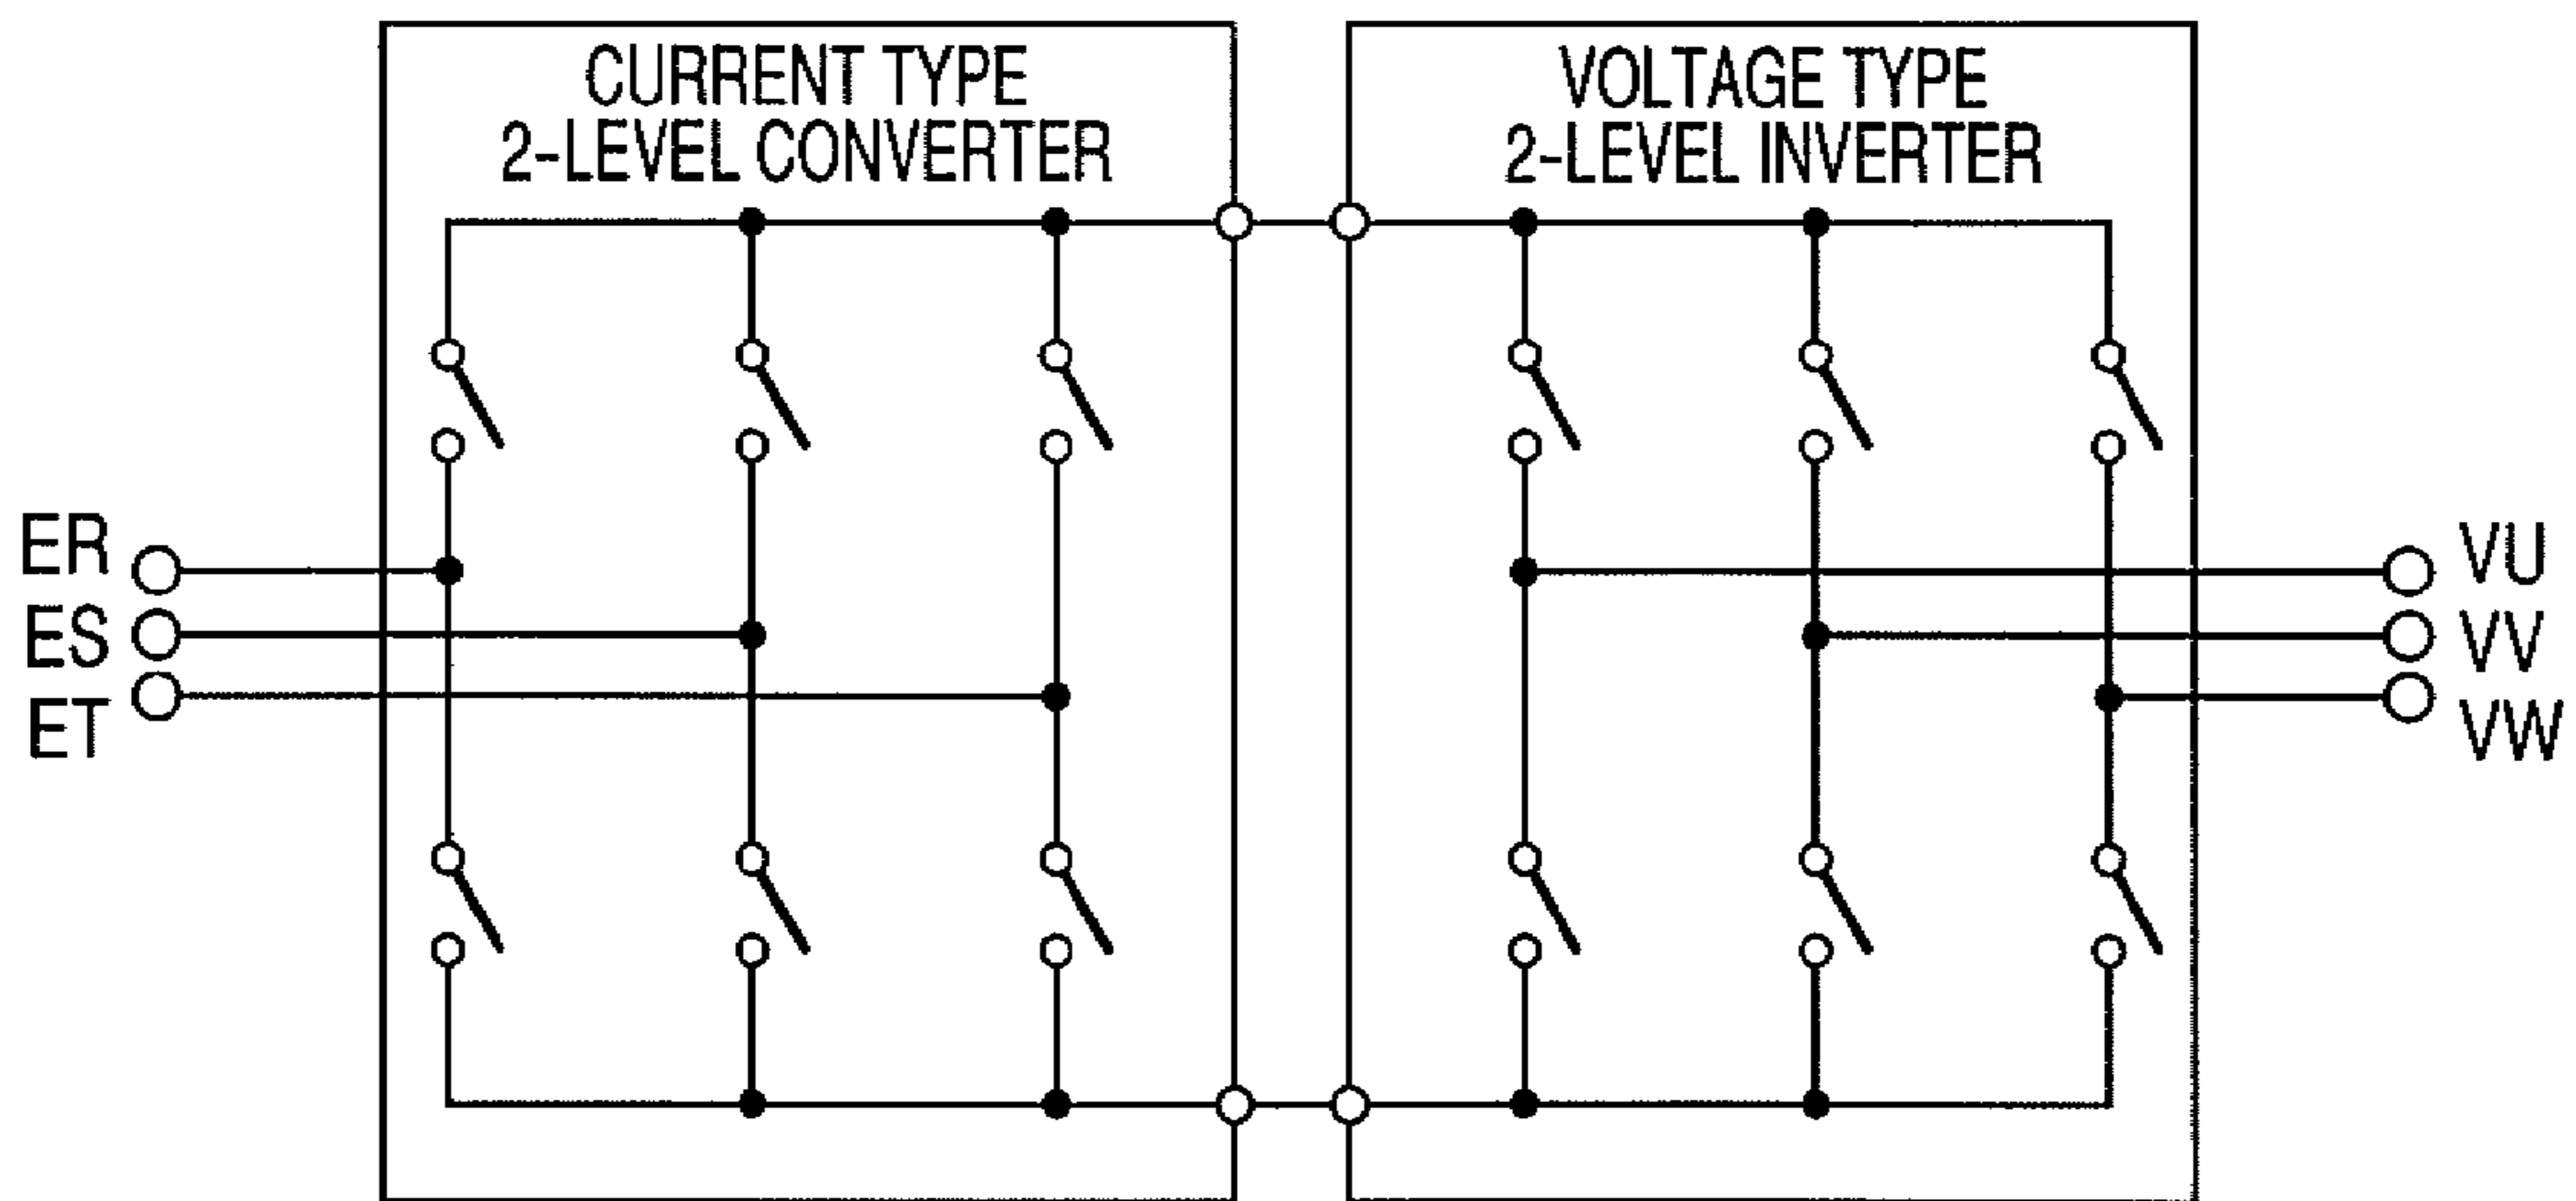 CURRENT TYPE
2-LEVEL CONVERTER
VOLTAGE TYPE
2-LEVEL INVERTER
ER
ES
ET
VU
VV
VW